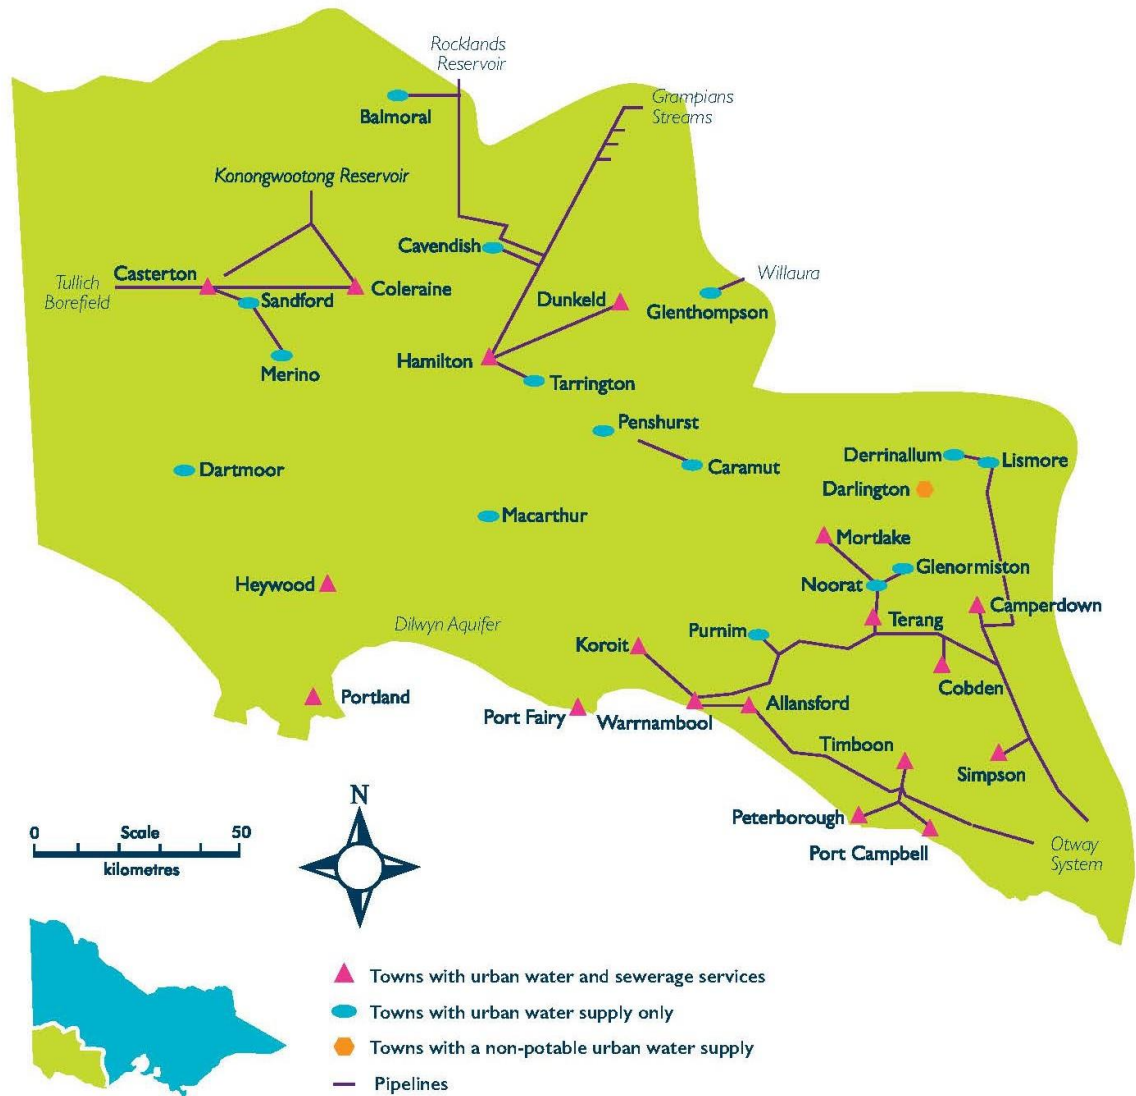 Rocklands
Reservoir
Grampians
Streams
Balmoral
Konongwootong Reservoir
Cavendish
Willaura
Tullich
Borefield
Casterton
Sandford
Coleraine
Dunkeld
Glenthompson
Hamilton
Merino
Tarrington
Penshurst
Caramut
Derrinallum
Lismore
Dartmoor
Darlington
Macarthur
Mortlake
Glenormiston
Noorat
Heywood
Camperdown
Dilwyn Aquifer
Purnim
Terang
Koroit
Cobden
Portland
Port Fairy
Warrnambool
Allansford
Timboon
Simpson
Peterborough
Port Campbell
Otway
System
N
0 Scale 50
kilometres
Towns with urban water and sewerage services
Towns with urban water supply only
Towns with a non-potable urban water supply
Pipelines